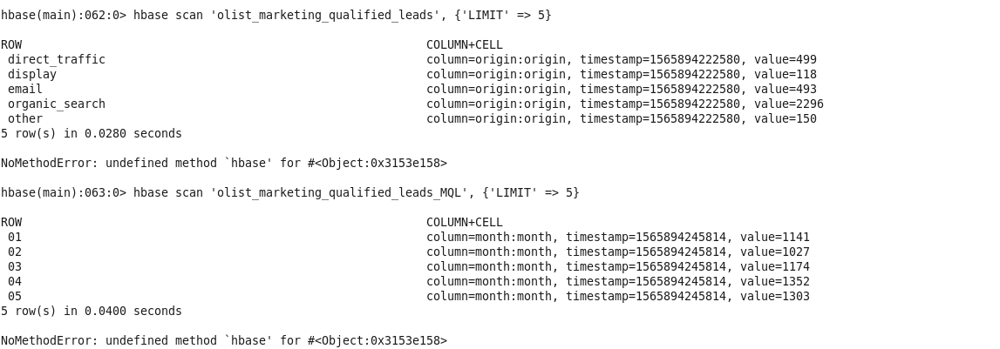 hbase(main):062:0> hbase scan 'olist_marketing_qualified_leads', {'LIMIT' => 5}
ROW COLUMN+CELL
direct_traffic column=origin:origin, timestamp=1565894222580, value=499
display column=origin:origin, timestamp=1565894222580, value=118
email column=origin:origin, timestamp=1565894222580, value=493
organic_search column=origin:origin, timestamp=1565894222580, value=2296
other column=origin:origin, timestamp=1565894222580, value=150
5 row(s) in 0.0280 seconds
NoMethodError: undefined method `hbase' for #<Object:0x3153e158>
hbase(main):063:0> hbase scan 'olist_marketing_qualified_leads_MQL', {'LIMIT' => 5}
ROW COLUMN+CELL
01 column=month:month, timestamp=1565894245814, value=1141
02 column=month:month, timestamp=1565894245814, value=1027
03 column=month:month, timestamp=1565894245814, value=1174
04 column=month:month, timestamp=1565894245814, value=1352
05 column=month:month, timestamp=1565894245814, value=1303
5 row(s) in 0.0400 seconds
NoMethodError: undefined method `hbase' for #<Object:0x3153e158>